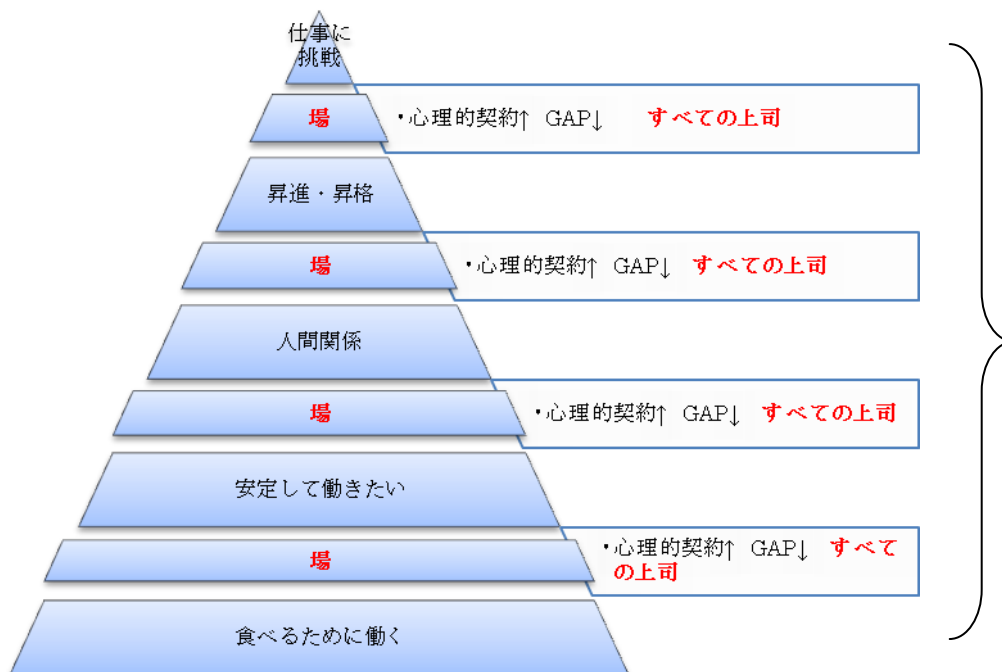 仕事に
挑戦
場
・心理的契約↑ GAP↓ すべての上司
昇進・昇格
場
・心理的契約↑ GAP↓ すべての上司
人間関係
場
・心理的契約↑ GAP↓ すべての上司
安定して働きたい
場
・心理的契約↑ GAP↓ すべて
の上司
食べるために働く